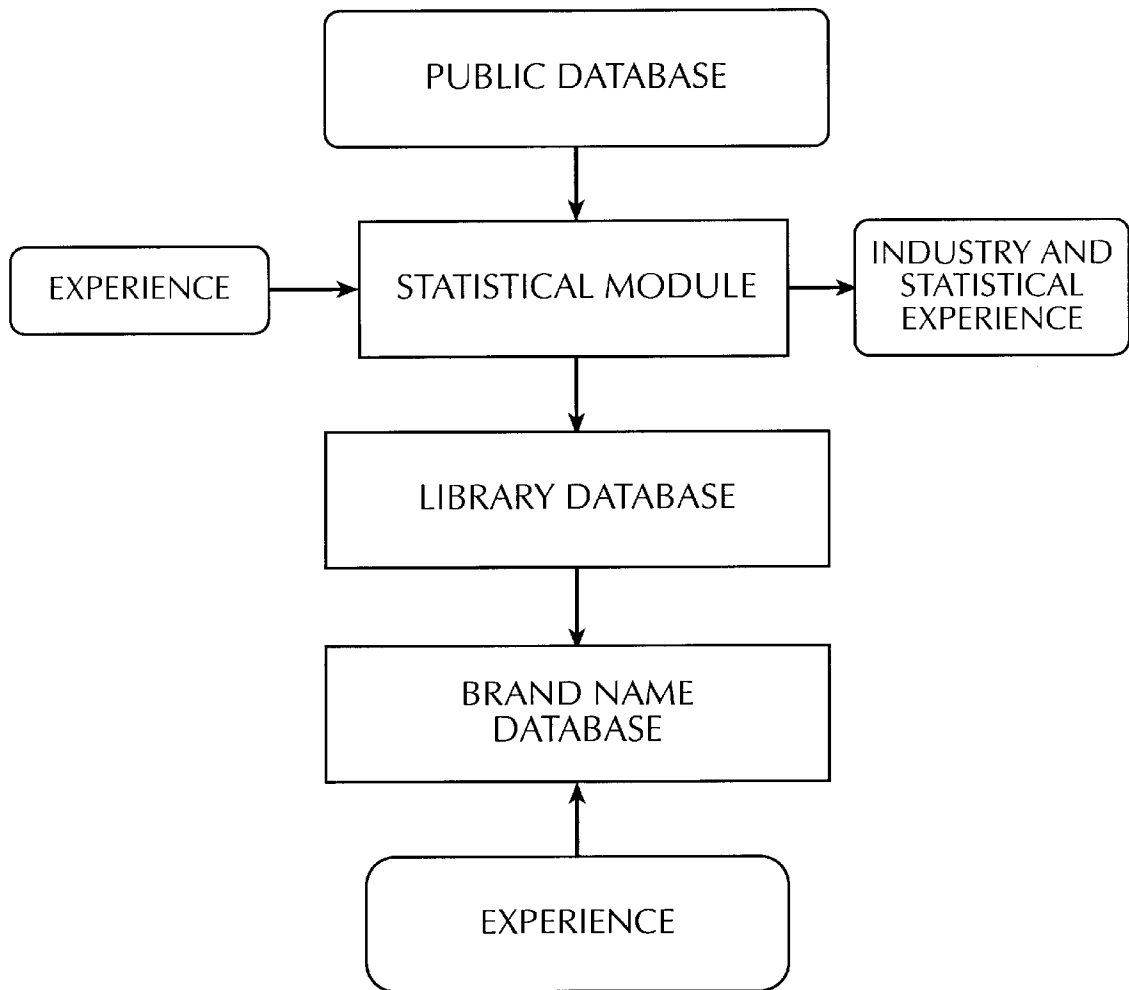 PUBLIC DATABASE
EXPERIENCE
STATISTICAL MODULE
INDUSTRY AND
STATISTICAL
EXPERIENCE
LIBRARY DATABASE
BRAND NAME
DATABASE
EXPERIENCE